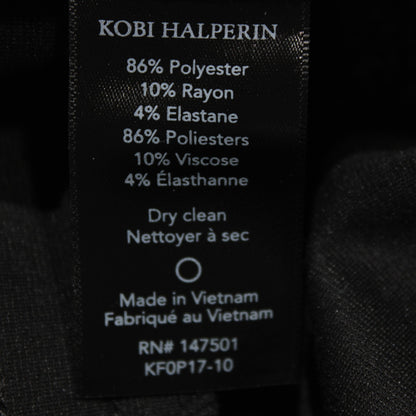 KOBI HALPERIN
86% Polyester
10% Rayon
4% Elastane
86% Poliesters
10% Viscose
4% Élasthanne
Dry clean
Nettoyer à sec
Made in Vietnam
Fabriqué au Vietnam
RN# 147501
KF0P17-10